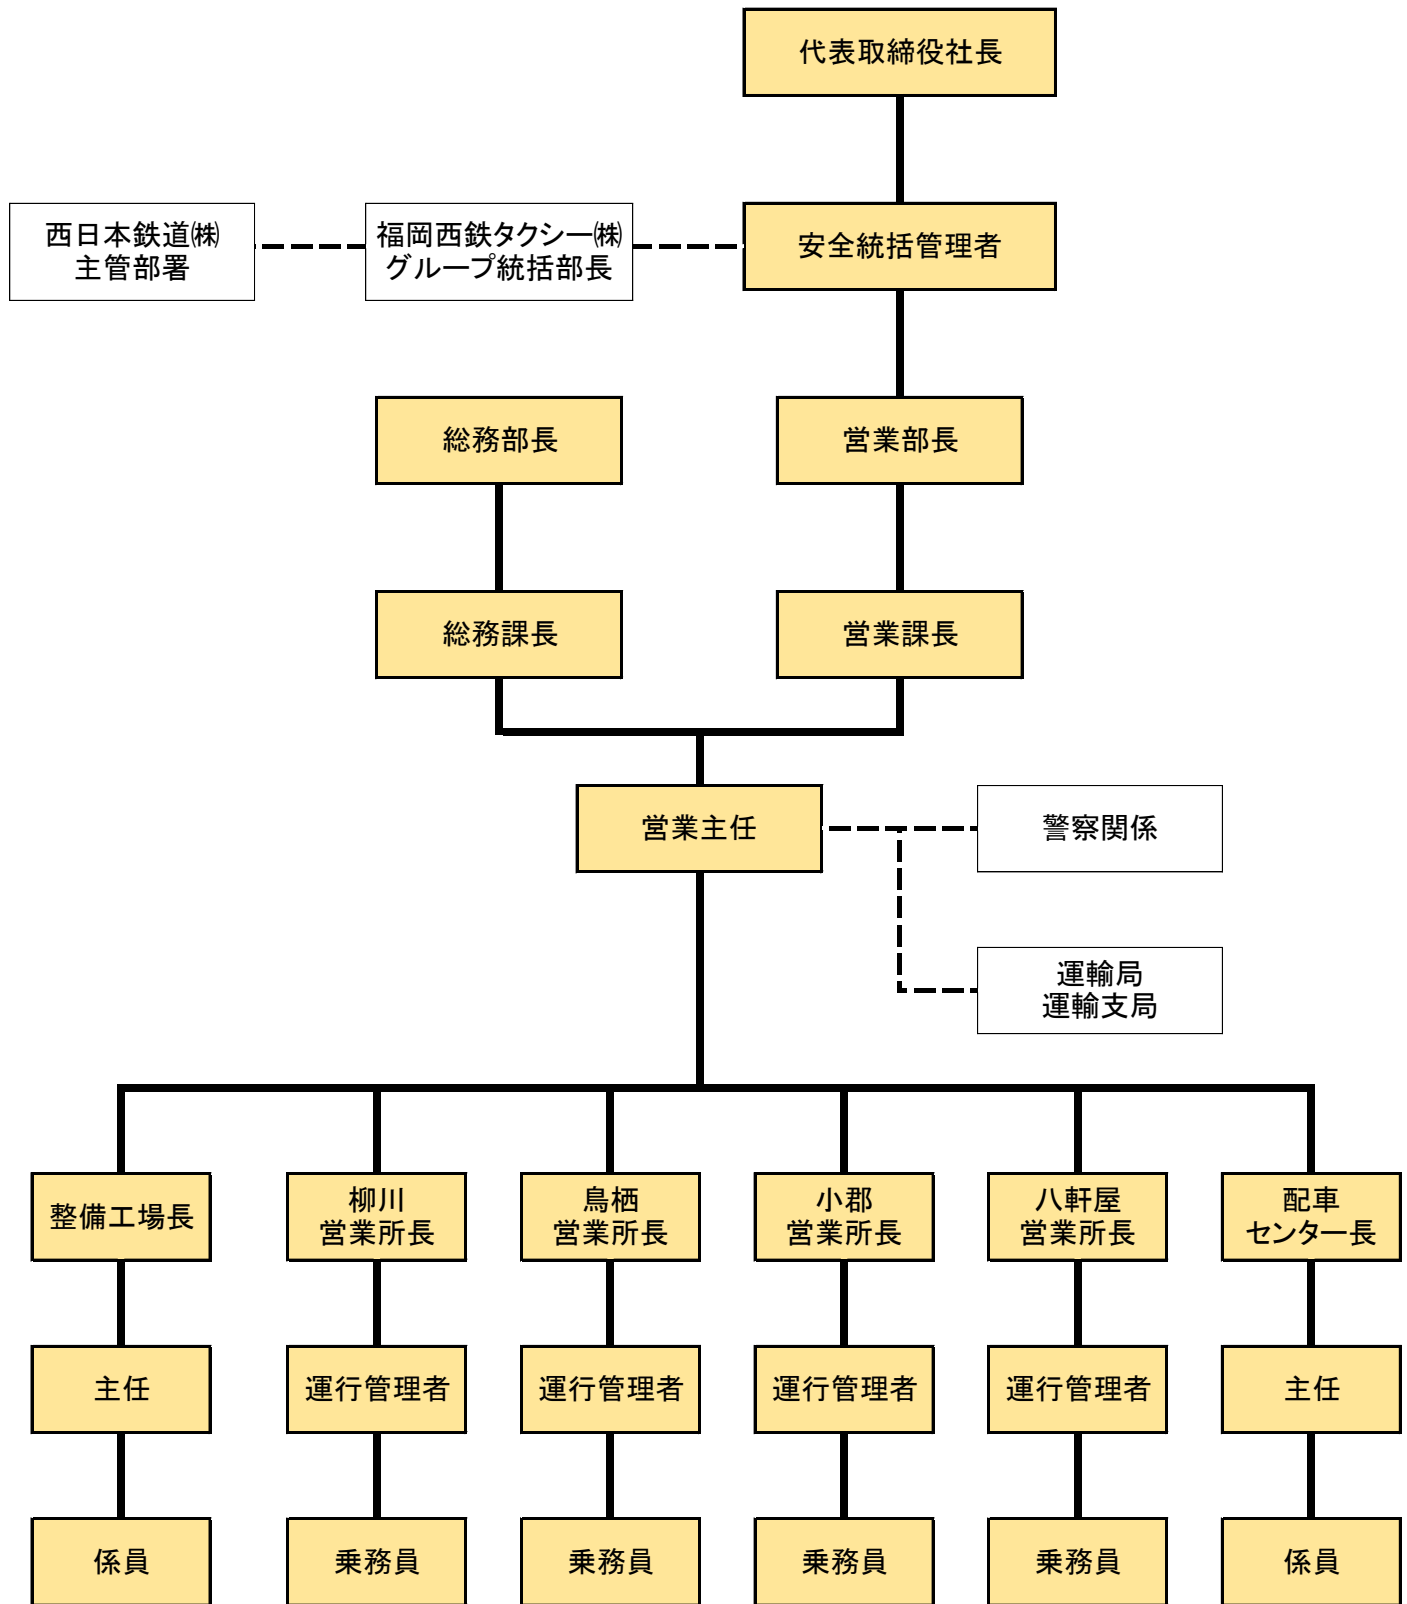 代表取締役社長
西日本鉄道㈱
主管部署
福岡西鉄タクシー㈱
グループ統括部長
安全統括管理者
総務部長
営業部長
総務課長
営業課長
営業主任
警察関係
運輸局
運輸支局
整備工場長
柳川
営業所長
鳥栖
営業所長
小郡
営業所長
八軒屋
営業所長
配車
センター長
主任
運行管理者
運行管理者
運行管理者
運行管理者
主任
係員
乗務員
乗務員
乗務員
乗務員
係員